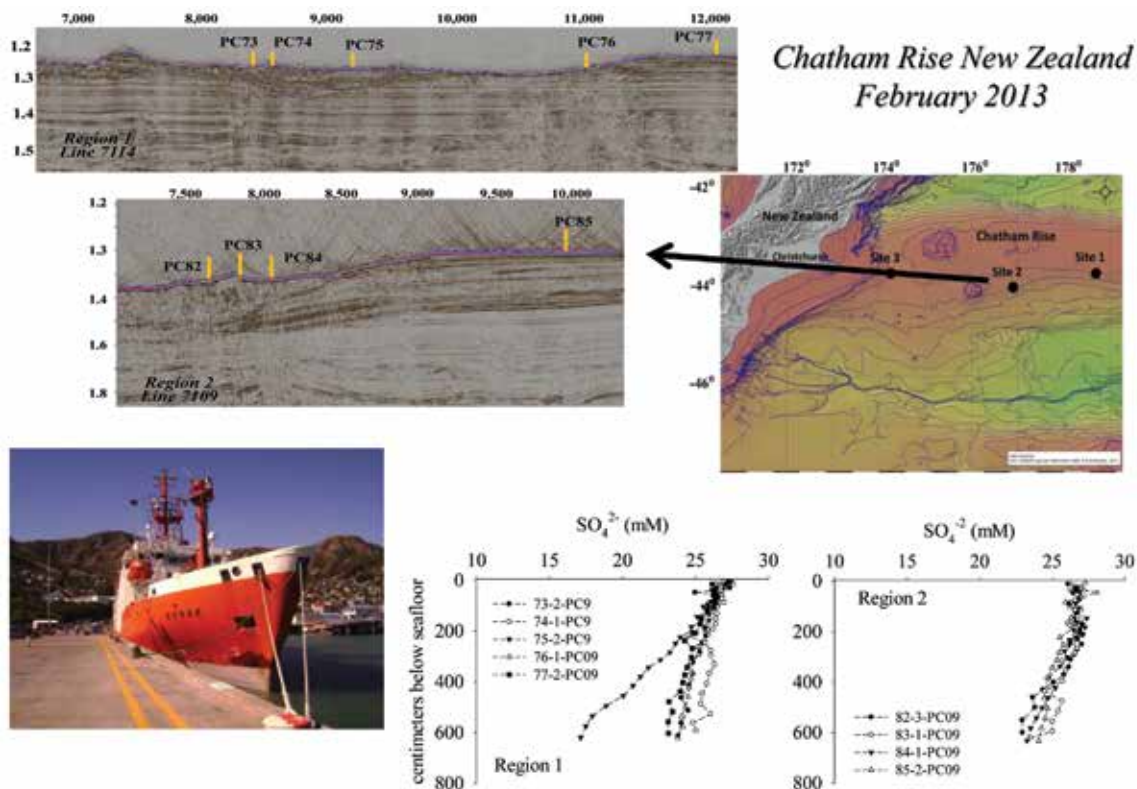 7,000 8,000 9,000 10,000 11,000 12,000
PC73 PC74 PC75 PC76 PC77
1.2
1.3
1.4
1.5
Region 1
Line 7114
Chatham Rise New Zealand
February 2013
7,500 8,000 8,500 9,000 9,500 10,000
PC82 PC83 PC84 PC85
1.2
1.3
1.4
1.6
1.8
Region 2
Line 7109
172° 174° 176° 178°
-42°
-44°
-46°
New Zealand
Chatham Rise
Christchurch
Site 3
Site 2
Site 1
SO₄²⁻ (mM)
10 15 20 25 30
centimeters below seafloor
0
200
400
600
800
73-2-PC9
74-1-PC9
75-2-PC9
76-1-PC09
77-2-PC09
Region 1
SO₄⁻² (mM)
10 15 20 25 30
0
200
400
600
800
Region 2
82-3-PC09
83-1-PC09
84-1-PC09
85-2-PC09